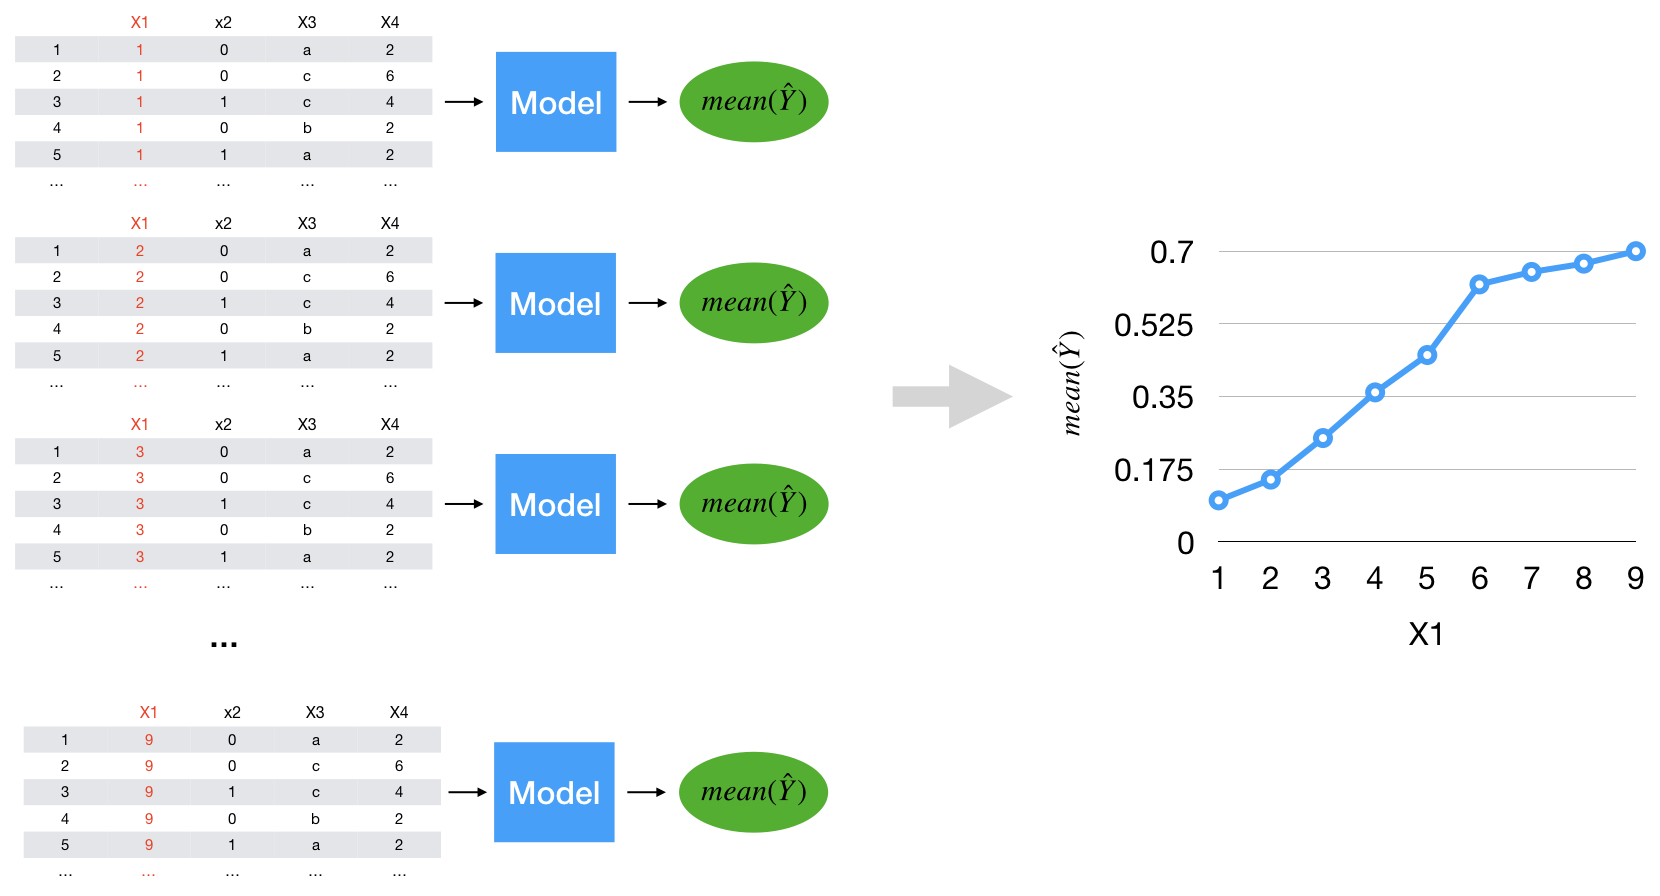 X1 x2 X3 X4
1 1 0 a 2
2 1 0 c 6
3 1 1 c 4
4 1 0 b 2
5 1 1 a 2
... ... ... ... ...
Model
mean(Ŷ)
X1 x2 X3 X4
1 2 0 a 2
2 2 0 c 6
3 2 1 c 4
4 2 0 b 2
5 2 1 a 2
... ... ... ... ...
Model
mean(Ŷ)
X1 x2 X3 X4
1 3 0 a 2
2 3 0 c 6
3 3 1 c 4
4 3 0 b 2
5 3 1 a 2
... ... ... ... ...
Model
mean(Ŷ)
...
X1 x2 X3 X4
1 9 0 a 2
2 9 0 c 6
3 9 1 c 4
4 9 0 b 2
5 9 1 a 2
... ... ... ... ...
Model
mean(Ŷ)
mean(Ŷ)
0.7
0.525
0.35
0.175
0
1 2 3 4 5 6 7 8 9
X1